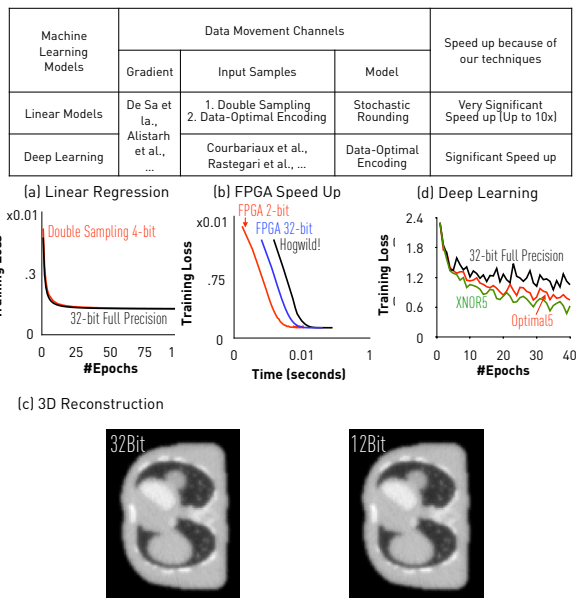 Machine Learning Models
Data Movement Channels
Speed up because of our techniques
Gradient
Input Samples
Model
Linear Models
De Sa et la., Alistarh et al., ...
1. Double Sampling
2. Data-Optimal Encoding
Stochastic Rounding
Very Significant Speed up (Up to 10x)
Deep Learning
Courbariaux et al., Rastegari et al., ...
Data-Optimal Encoding
Significant Speed up
(a) Linear Regression
x0.01
Double Sampling 4-bit
.3
32-bit Full Precision
0
0 25 50 75 1
#Epochs
Training Loss
(b) FPGA Speed Up
x0.01
FPGA 2-bit
FPGA 32-bit
Hogwild!
.75
0
0 0.01 1
Time (seconds)
Training Loss
(d) Deep Learning
2.4
1.8
1.2
0.6
0
32-bit Full Precision
XNOR5
Optimal5
0 10 20 30 40
#Epochs
Training Loss
(c) 3D Reconstruction
32Bit
12Bit